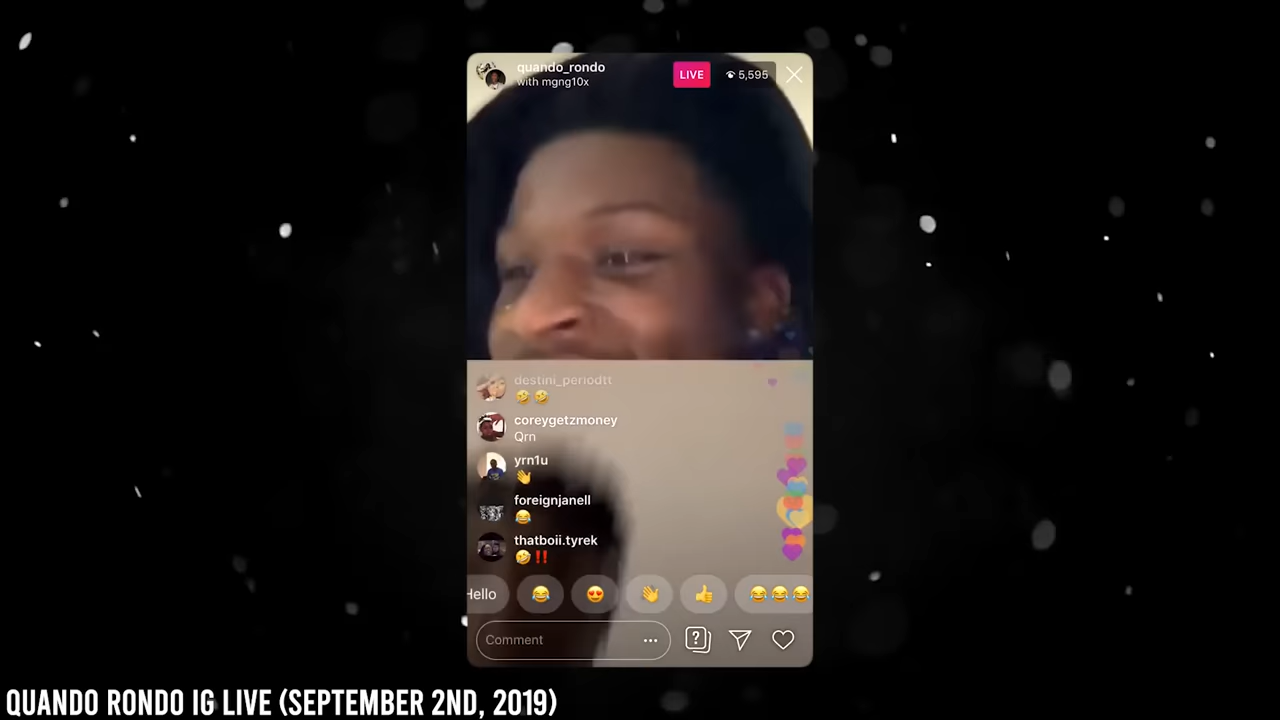 quando_rondo
with mgng10x
LIVE
5,595
destini_periodtt
🤣 🤣
coreygetzmoney
Qrn
yrn1u
👋
foreignjanell
😂
thatboii.tyrek
🤣‼️
Hello 😂 😍 👋 👍 😂😂😂
Comment
QUANDO RONDO IG LIVE (SEPTEMBER 2ND, 2019)